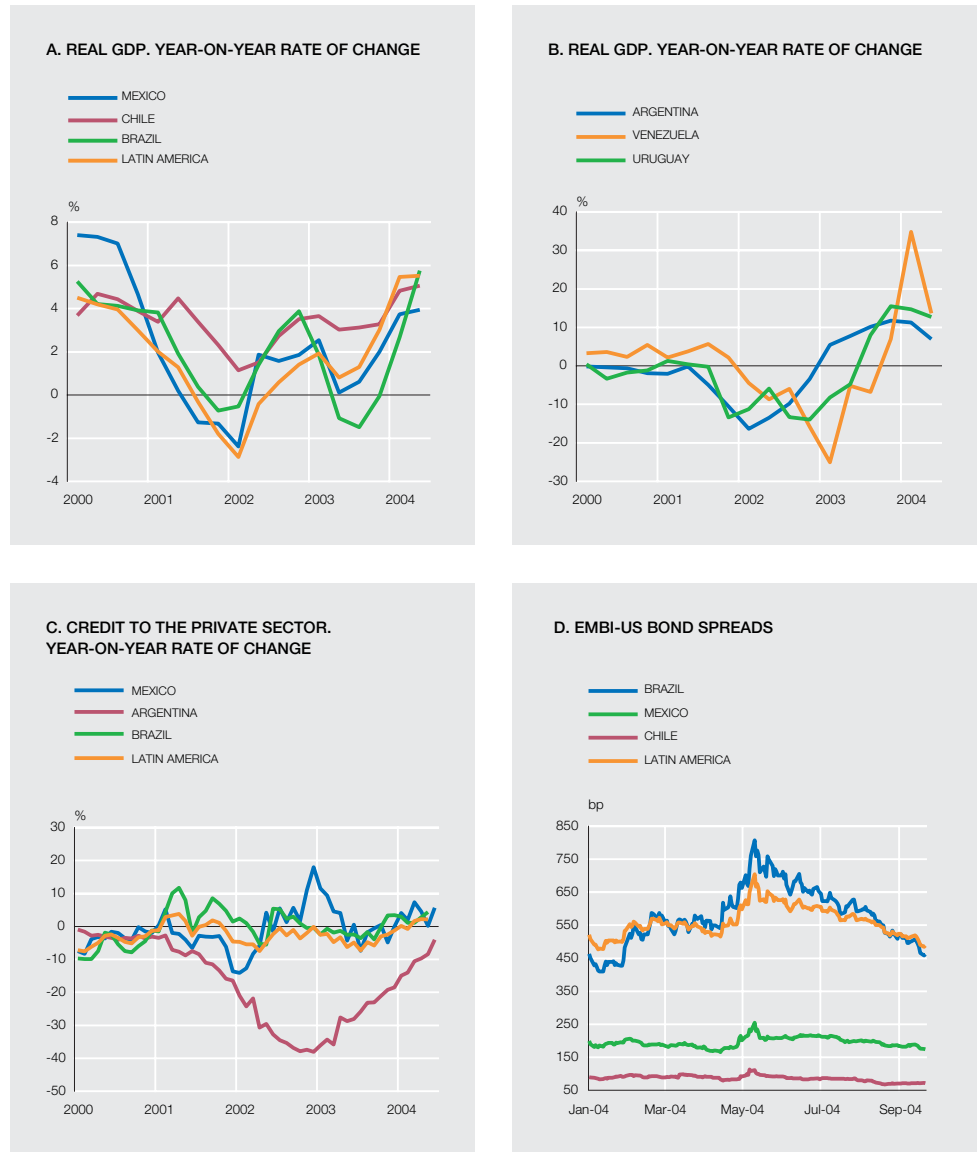 A. REAL GDP. YEAR-ON-YEAR RATE OF CHANGE
MEXICO
CHILE
BRAZIL
LATIN AMERICA
%
8
6
4
2
0
-2
-4
2000 2001 2002 2003 2004
B. REAL GDP. YEAR-ON-YEAR RATE OF CHANGE
ARGENTINA
VENEZUELA
URUGUAY
%
40
30
20
10
0
-10
-20
-30
2000 2001 2002 2003 2004
C. CREDIT TO THE PRIVATE SECTOR.
YEAR-ON-YEAR RATE OF CHANGE
MEXICO
ARGENTINA
BRAZIL
LATIN AMERICA
%
30
20
10
0
-10
-20
-30
-40
-50
2000 2001 2002 2003 2004
D. EMBI-US BOND SPREADS
BRAZIL
MEXICO
CHILE
LATIN AMERICA
bp
850
750
650
550
450
350
250
150
50
Jan-04 Mar-04 May-04 Jul-04 Sep-04